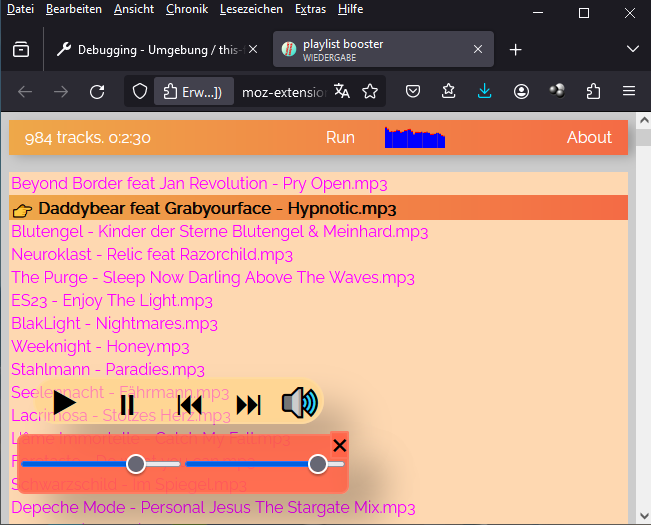 Datei Bearbeiten Ansicht Chronik Lesezeichen Extras Hilfe
Debugging - Umgebung / this-
playlist booster
WIEDERGABE
Erw...]) moz-extension
984 tracks. 0:2:30 Run About
Beyond Border feat Jan Revolution - Pry Open.mp3
Daddybear feat Grabyourface - Hypnotic.mp3
Blutengel - Kinder der Sterne Blutengel & Meinhard.mp3
Neuroklast - Relic feat Razorchild.mp3
The Purge - Sleep Now Darling Above The Waves.mp3
ES23 - Enjoy The Light.mp3
BlakLight - Nightmares.mp3
Weeknight - Honey.mp3
Stahlmann - Paradies.mp3
Seelennacht - Fährmann.mp3
Lacrimosa - Stolzes Herz.mp3
L'âme Immortelle - Catch My Fall.mp3
Schwarzschild - Im Spiegel.mp3
Depeche Mode - Personal Jesus The Stargate Mix.mp3